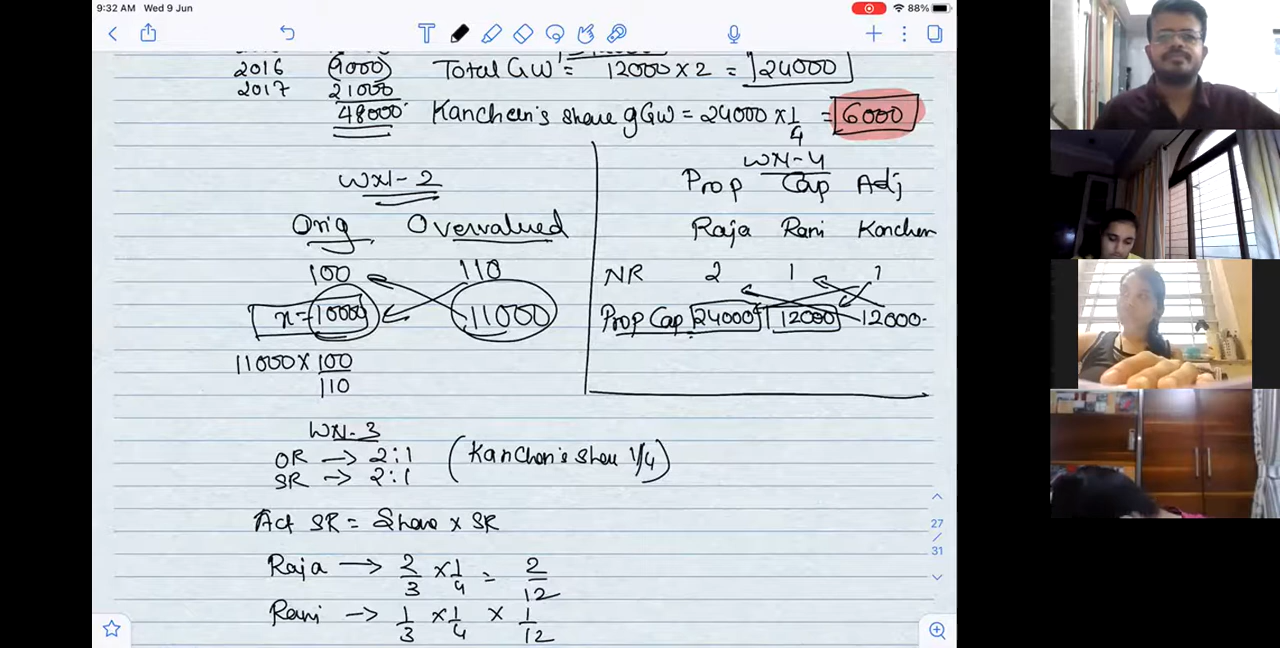 9:32 AM Wed 9 Jun
88%
2016 (9000) Total GW = 12000 x 2 = 24000
2017 21000
48000 Kanchen's share g GW = 24000 x 1/4 = 6000
WN-2
WN-4
Prop Cap Adj
Orig Overvalued
Raja Rani Kanchen
100 110
NR 2 1 1
x = 10000 11000
Prop Cap 24000 12000 12000
11000 x 100/110
WN-3
OR → 2:1 (Kanchen's Share 1/4)
SR → 2:1
Act SR = Share x SR
Raja → 2/3 x 1/4 = 2/12
Rani → 1/3 x 1/4 x 1/12
27
/
31